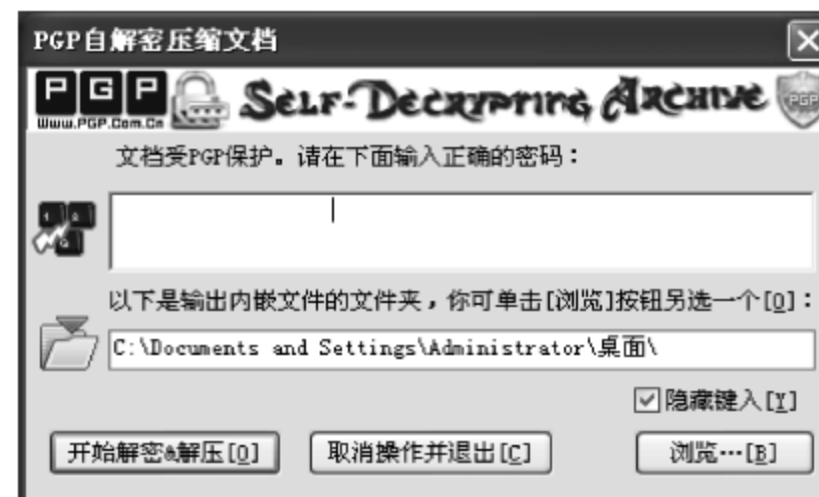 PGP自解密压缩文档
PGP Self-Decrypting Archive PGP
Www.PGP.Com.Cn
文档受PGP保护。请在下面输入正确的密码：
以下是输出内嵌文件的文件夹，你可单击[浏览]按钮另选一个[O]：
C:\Documents and Settings\Administrator\桌面\
隐藏键入[Y]
开始解密&解压[O] 取消操作并退出[C] 浏览…[B]